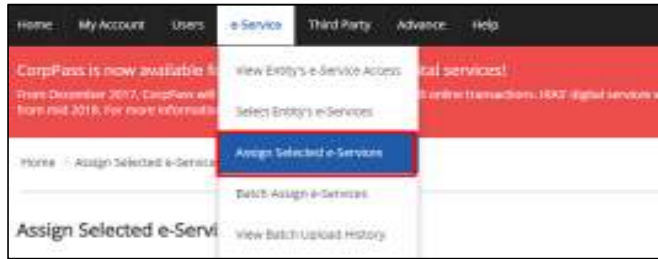 Home My Account Users e-Service Third Party Advance Help
CorpPass is now available f
tal services!
From December 2017, CorpPass will
online transactions. IRAS' digital services
from mid 2018. For more informatio
View Entity's e-Service Access
Select Entity's e-Services
Assign Selected e-Services
Batch Assign e-Services
View Batch Upload History
Home Assign Selected e-Service
Assign Selected e-Servi